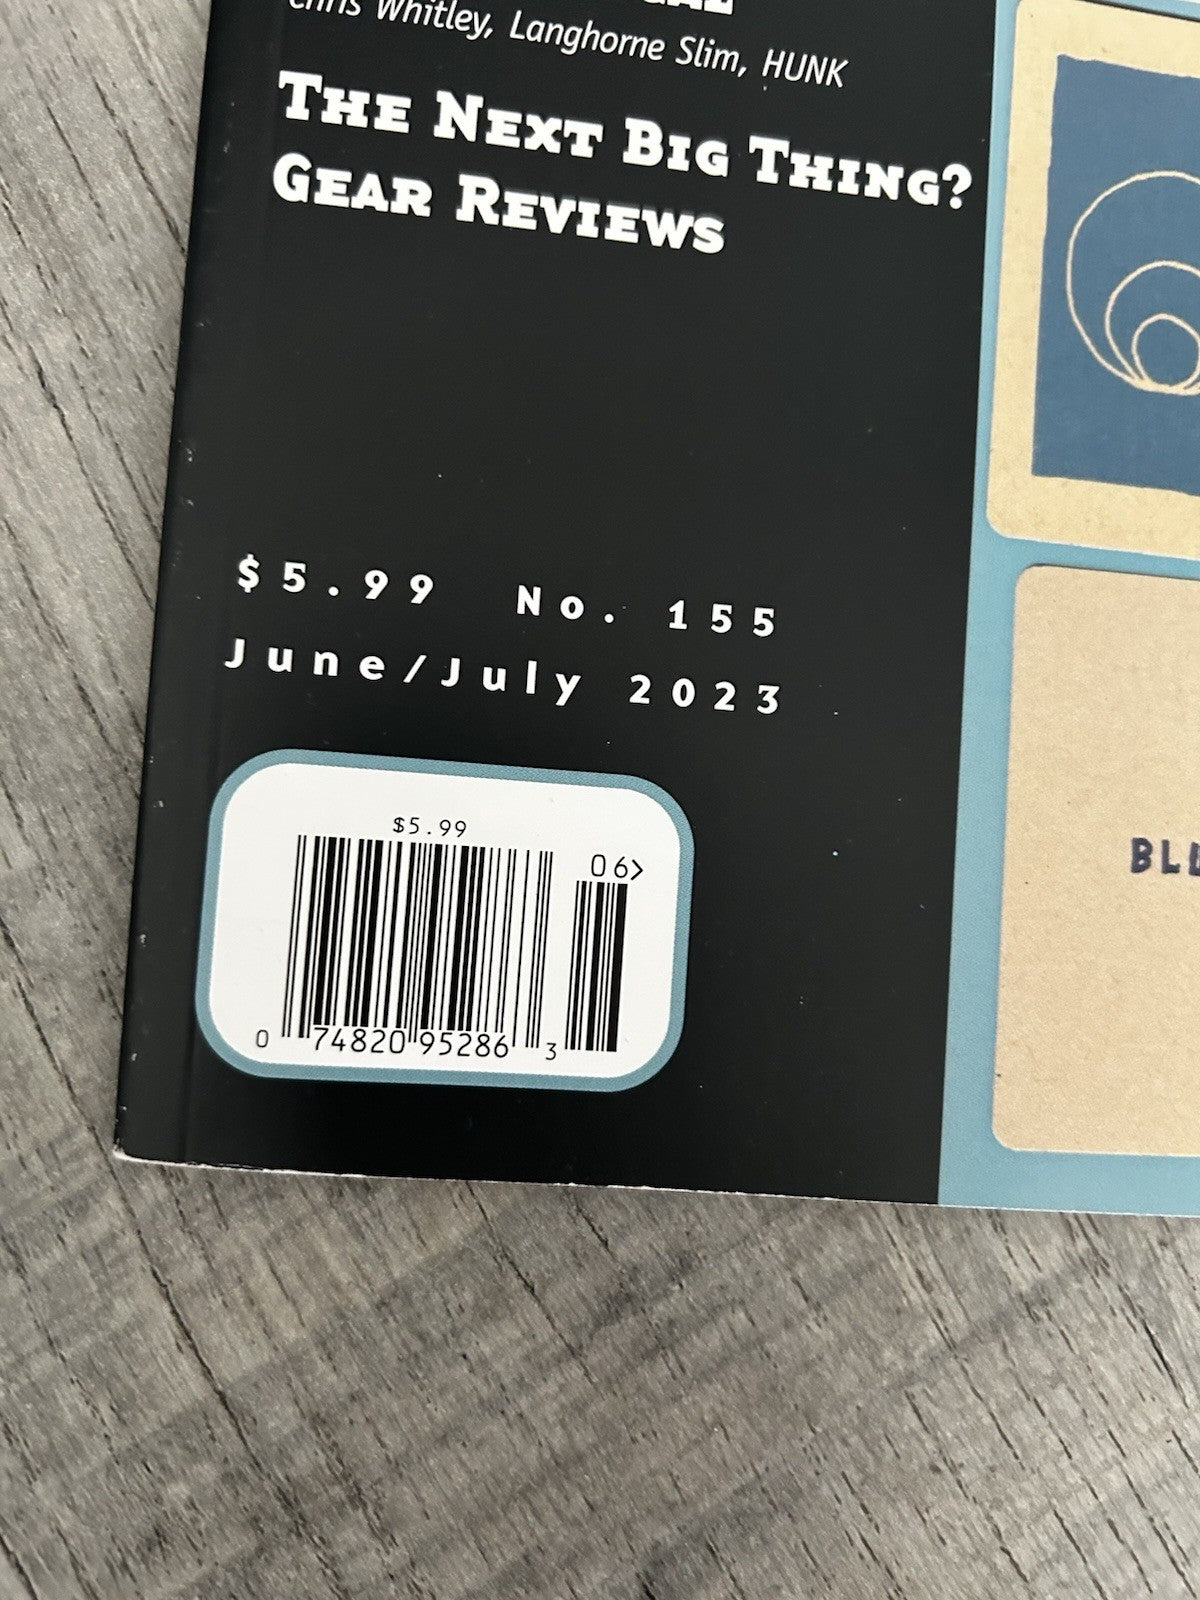 Chris Whitley, Langhorne Slim, HUNK
The Next Big Thing?
Gear Reviews
$5.99 No. 155
June/July 2023
$5.99
06>
0 74820 95286 3